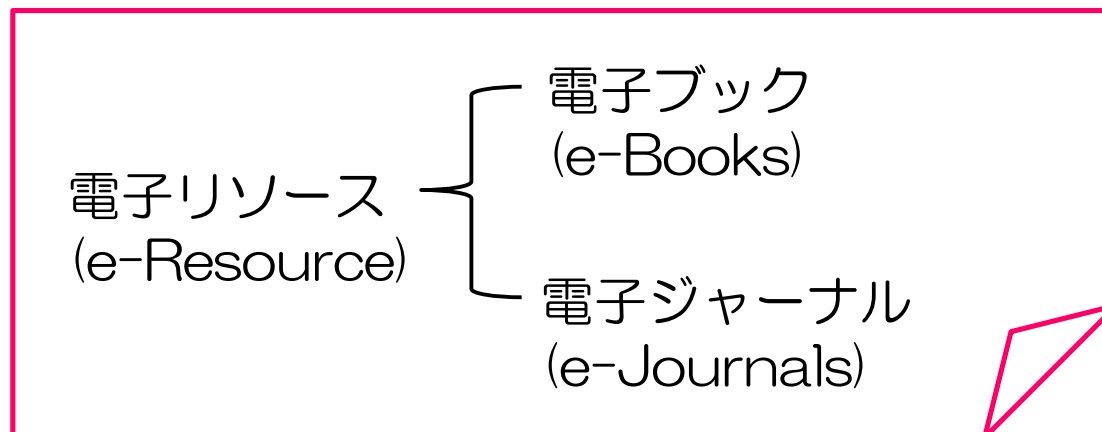 電子リソース
(e-Resource)
電子ブック
(e-Books)
電子ジャーナル
(e-Journals)